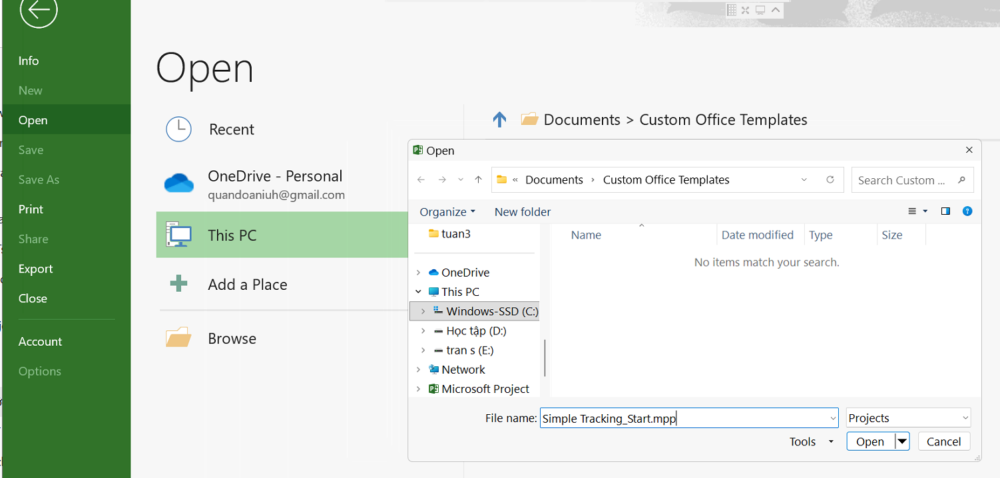 Info
New
Open
Save
Save As
Print
Share
Export
Close
Account
Options
Open
Recent
OneDrive - Personal
quandoaniuh@gmail.com
This PC
Add a Place
Browse
Documents > Custom Office Templates
Open
« Documents › Custom Office Templates
Search Custom ...
Organize
New folder
tuan3
OneDrive
This PC
Windows-SSD (C:)
Học tập (D:)
tran s (E:)
Network
Microsoft Project
Name Date modified Type Size
No items match your search.
File name: Simple Tracking_Start.mpp
Projects
Tools
Open
Cancel